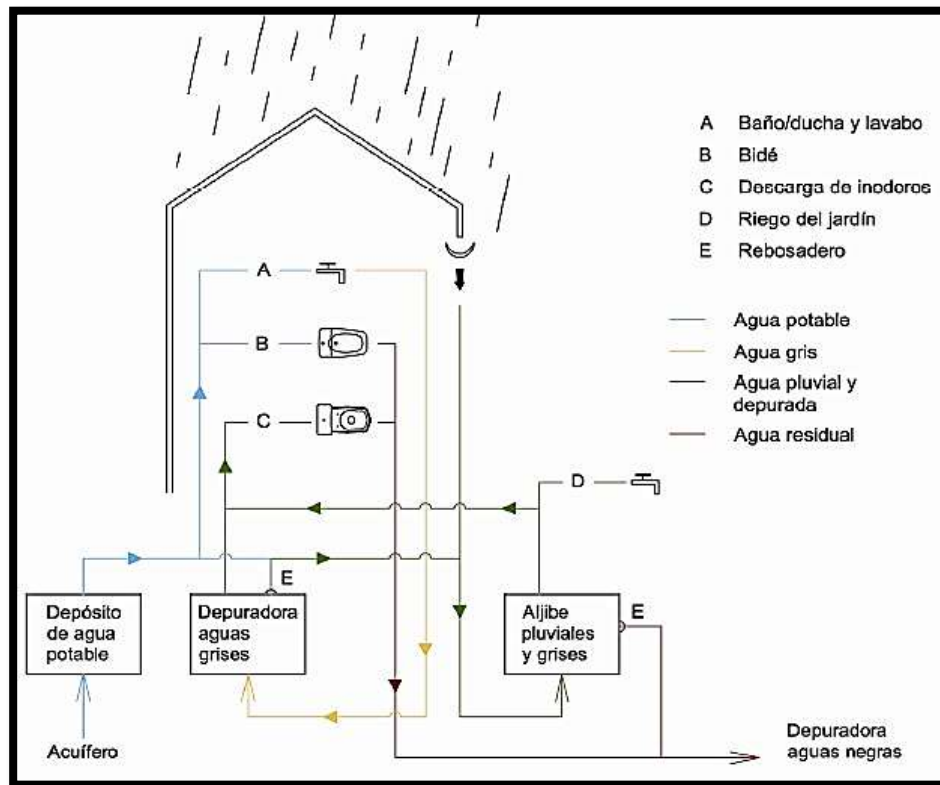 A Baño/ducha y lavabo
B Bidé
C Descarga de inodoros
D Riego del jardín
E Rebosadero
Agua potable
Agua gris
Agua pluvial y
depurada
Agua residual
A
B
C
D
E
E
Depósito
de agua
potable
Depuradora
aguas
grises
Aljibe
pluviales
y grises
Acuífero
Depuradora
aguas negras